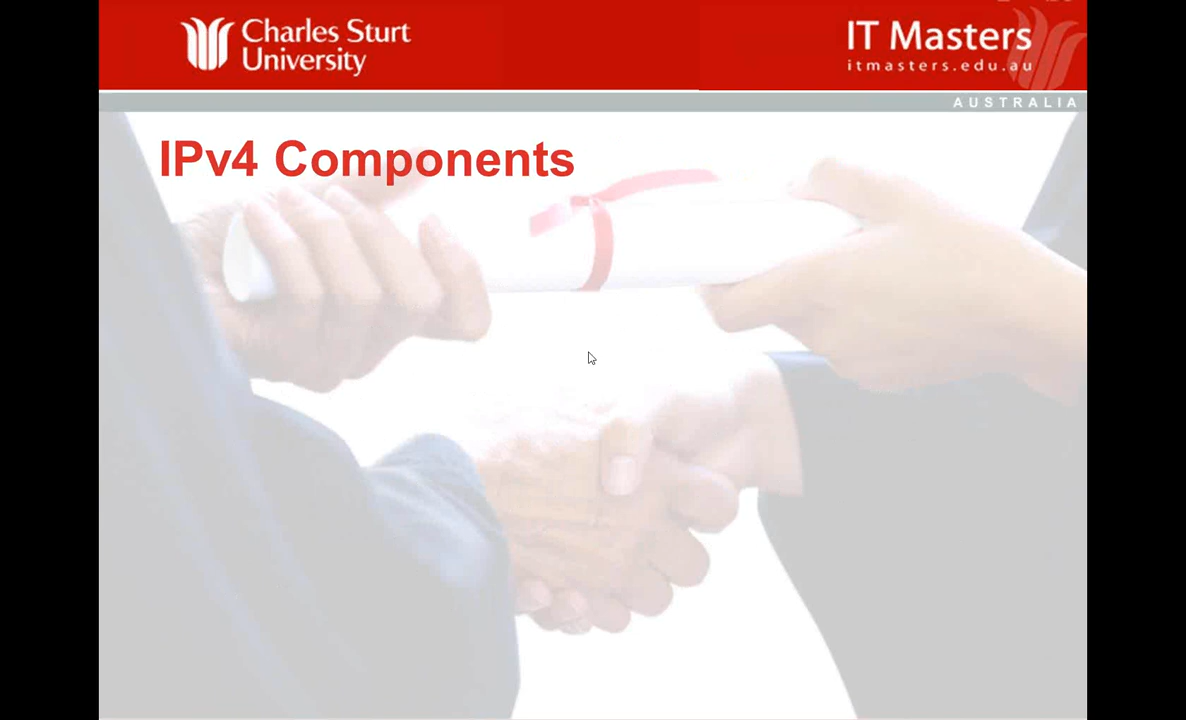 Charles Sturt
University
IT Masters
itmasters.edu.au
AUSTRALIA
IPv4 Components